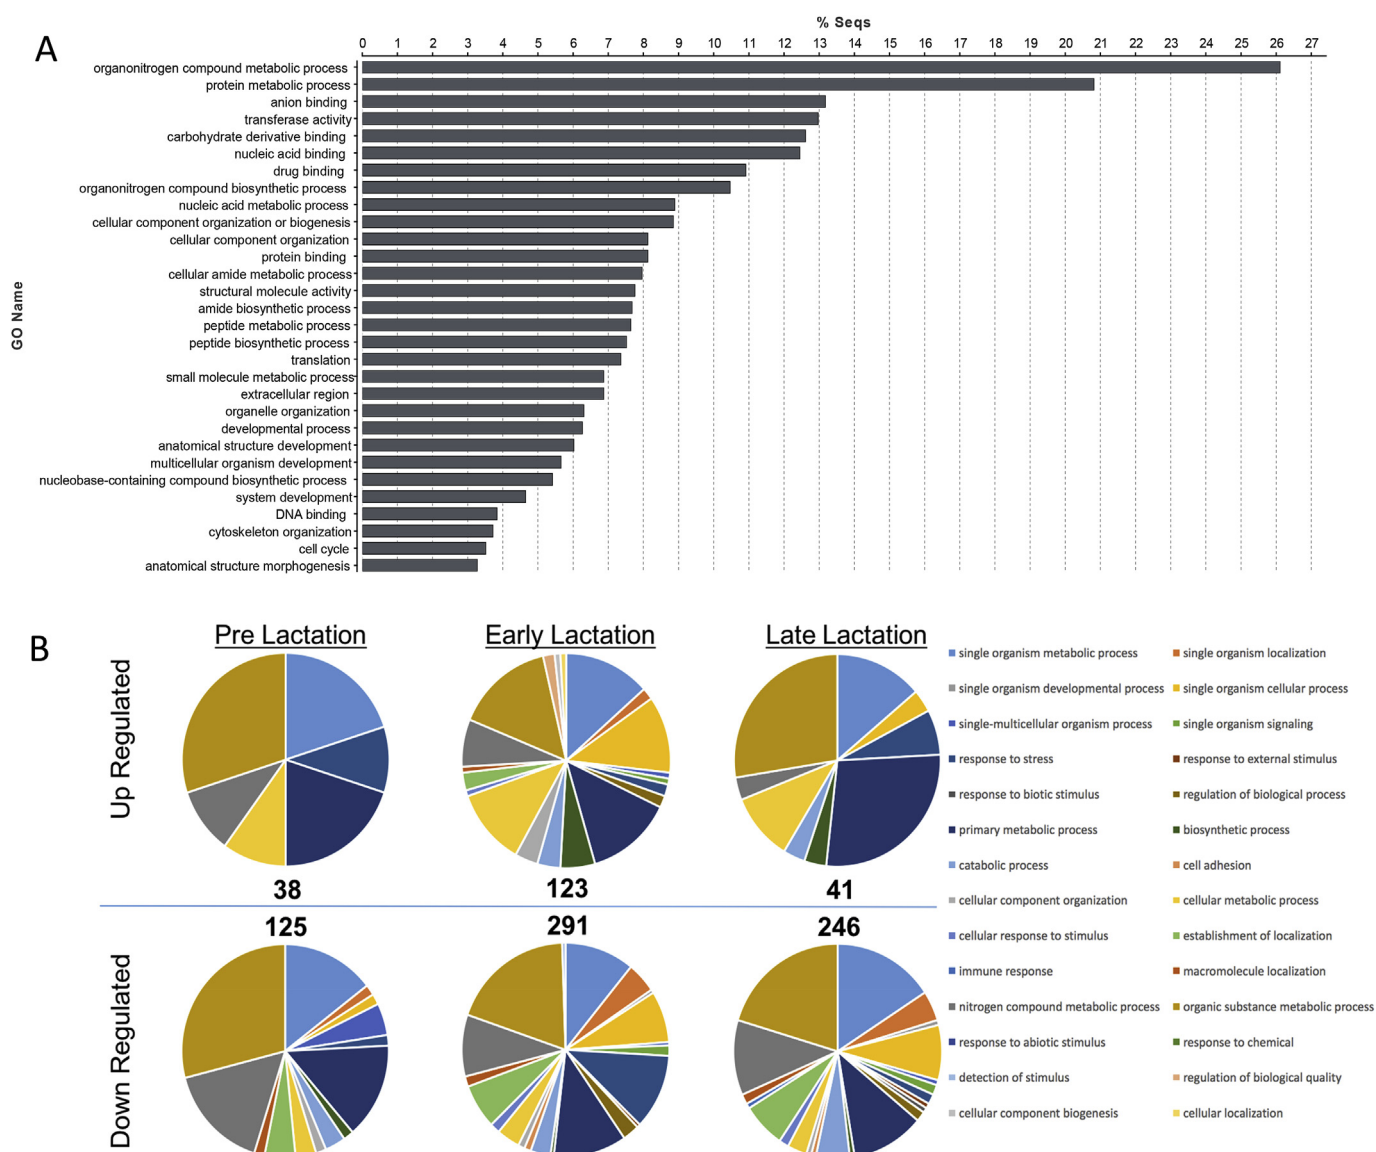 A
% Seqs
0 1 2 3 4 5 6 7 8 9 10 11 12 13 14 15 16 17 18 19 20 21 22 23 24 25 26 27
GO Name
organonitrogen compound metabolic process
protein metabolic process
anion binding
transferase activity
carbohydrate derivative binding
nucleic acid binding
drug binding
organonitrogen compound biosynthetic process
nucleic acid metabolic process
cellular component organization or biogenesis
cellular component organization
protein binding
cellular amide metabolic process
structural molecule activity
amide biosynthetic process
peptide metabolic process
peptide biosynthetic process
translation
small molecule metabolic process
extracellular region
organelle organization
developmental process
anatomical structure development
multicellular organism development
nucleobase-containing compound biosynthetic process
system development
DNA binding
cytoskeleton organization
cell cycle
anatomical structure morphogenesis
B
Pre Lactation Early Lactation Late Lactation
Up Regulated
38 123 41
125 291 246
Down Regulated
single organism metabolic process single organism localization
single organism developmental process single organism cellular process
single-multicellular organism process single organism signaling
response to stress response to external stimulus
response to biotic stimulus regulation of biological process
primary metabolic process biosynthetic process
catabolic process cell adhesion
cellular component organization cellular metabolic process
cellular response to stimulus establishment of localization
immune response macromolecule localization
nitrogen compound metabolic process organic substance metabolic process
response to abiotic stimulus response to chemical
detection of stimulus regulation of biological quality
cellular component biogenesis cellular localization